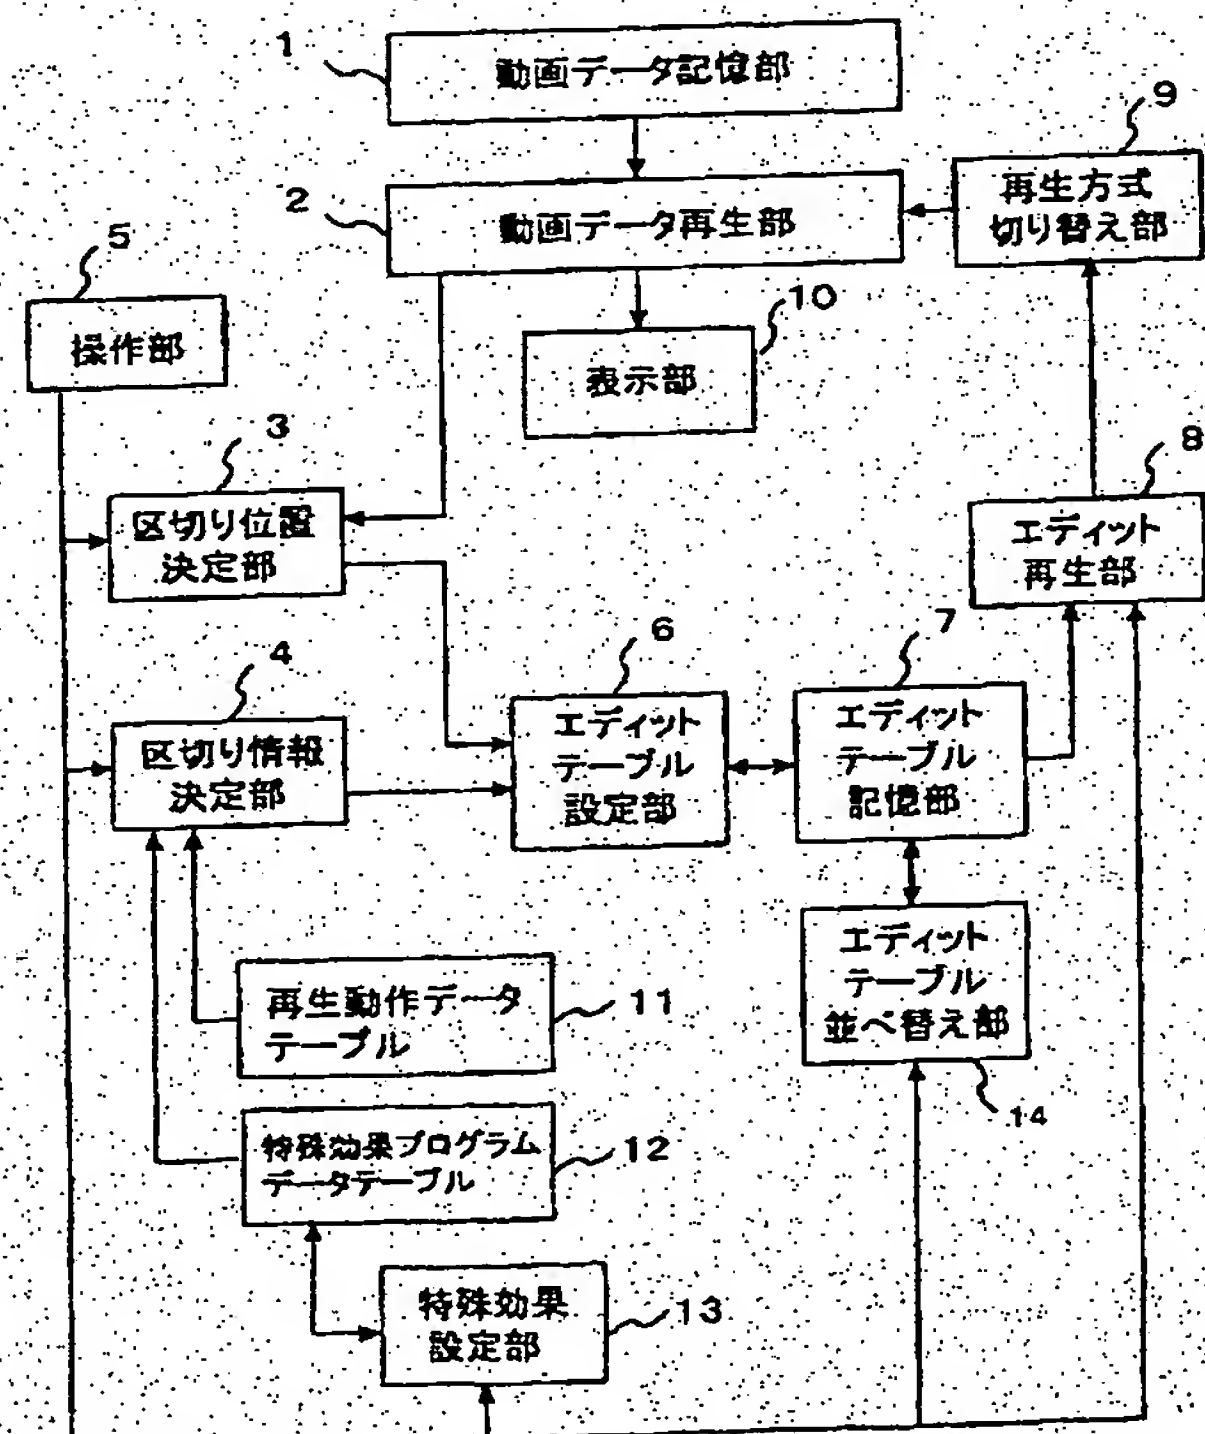 1
動画データ記憶部
9
再生方式
切り替え部
2
動画データ再生部
5
操作部
10
表示部
3
区切り位置
決定部
8
エディット
再生部
4
区切り情報
決定部
6
エディット
テーブル
設定部
7
エディット
テーブル
記憶部
再生動作データ
テーブル
11
エディット
テーブル
並べ替え部
14
特殊効果プログラム
データテーブル
12
特殊効果
設定部
13